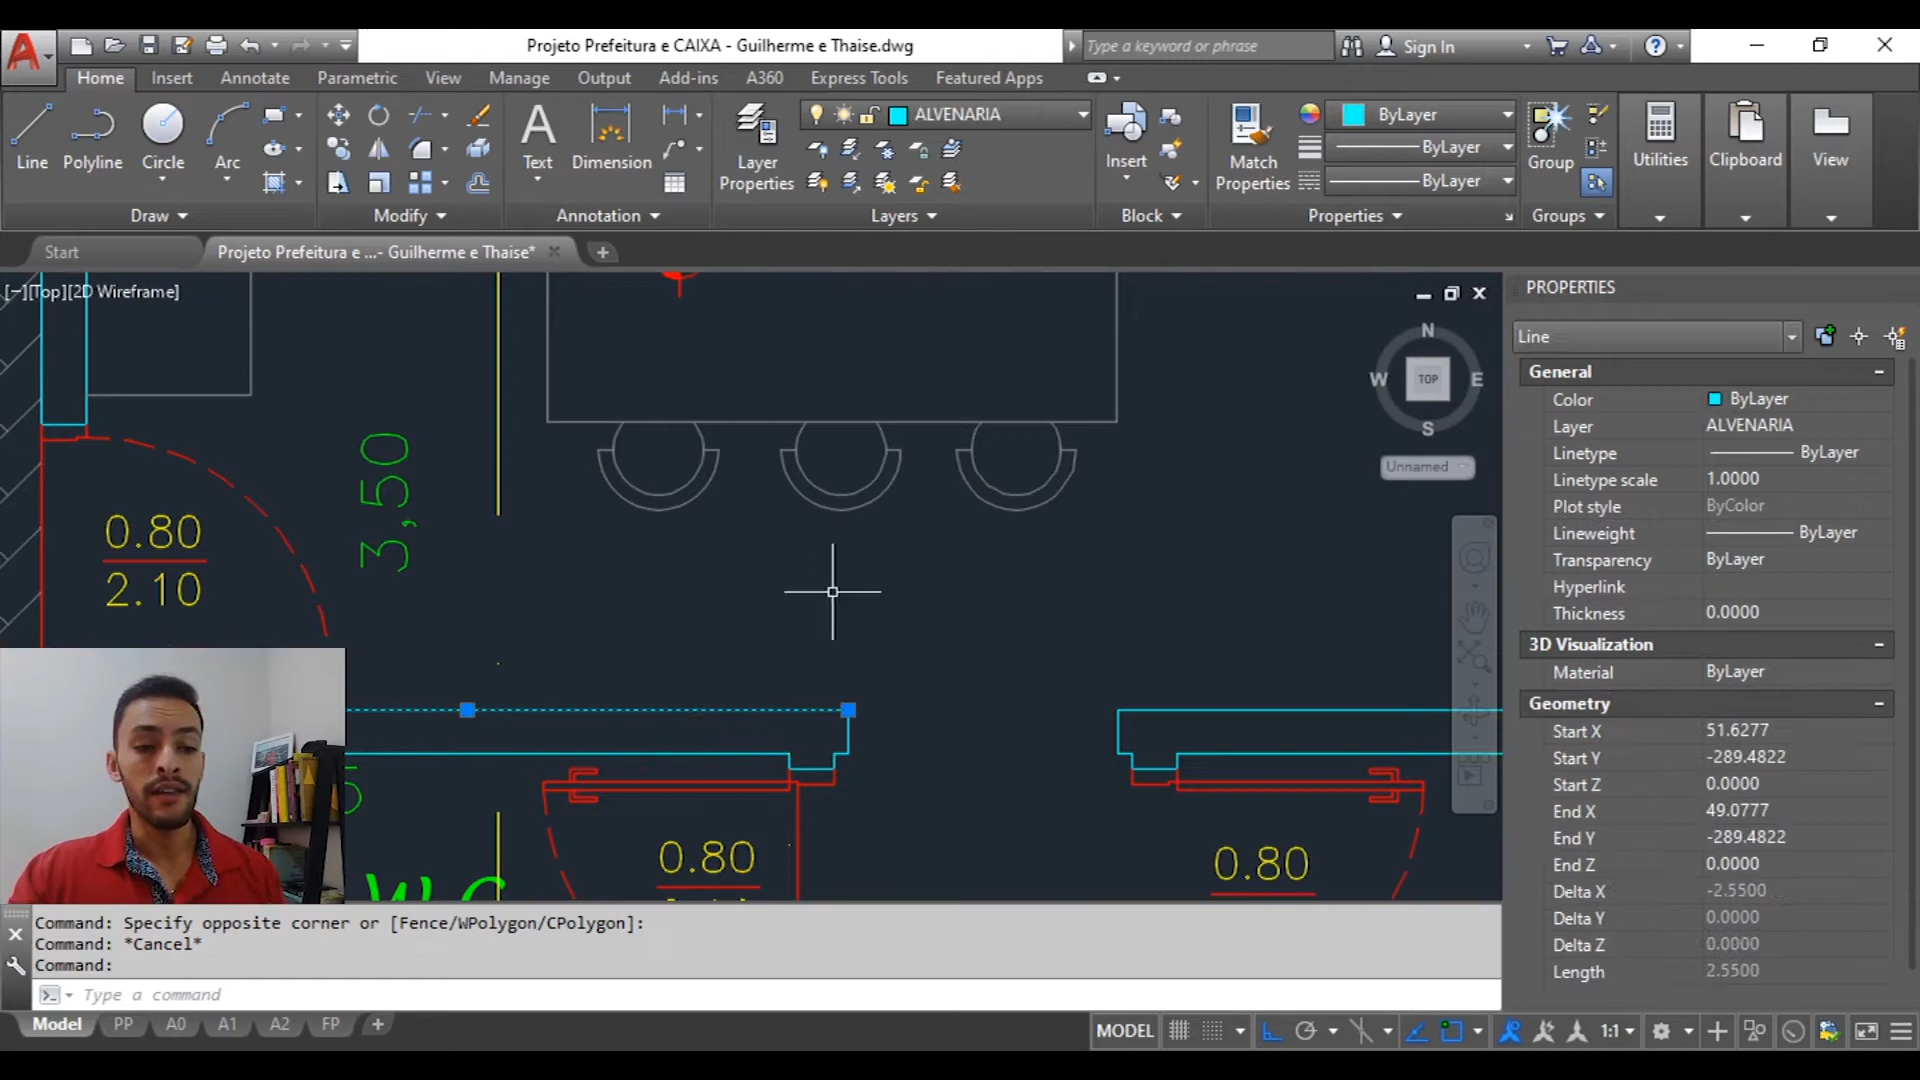 Projeto Prefeitura e CAIXA - Guilherme e Thaise.dwg
Type a keyword or phrase
Sign In
Home Insert Annotate Parametric View Manage Output Add-ins A360 Express Tools Featured Apps
ALVENARIA
ByLayer
ByLayer
ByLayer
Line Polyline Circle Arc
Text Dimension
Layer Properties
Insert
Match Properties
Group
Utilities
Clipboard
View
Draw Modify Annotation Layers Block Properties Groups
Start
Projeto Prefeitura e ...- Guilherme e Thaise*
[−][Top][2D Wireframe]
N
W TOP E
S
Unnamed
3,50
0.80
2.10
0.80
0.80
W.C
PROPERTIES
Line
General
Color ByLayer
Layer ALVENARIA
Linetype ByLayer
Linetype scale 1.0000
Plot style ByColor
Lineweight ByLayer
Transparency ByLayer
Hyperlink
Thickness 0.0000
3D Visualization
Material ByLayer
Geometry
Start X 51.6277
Start Y -289.4822
Start Z 0.0000
End X 49.0777
End Y -289.4822
End Z 0.0000
Delta X -2.5500
Delta Y 0.0000
Delta Z 0.0000
Length 2.5500
Command: Specify opposite corner or [Fence/WPolygon/CPolygon]:
Command: *Cancel*
Command:
Type a command
Model PP A0 A1 A2 FP
MODEL 1:1